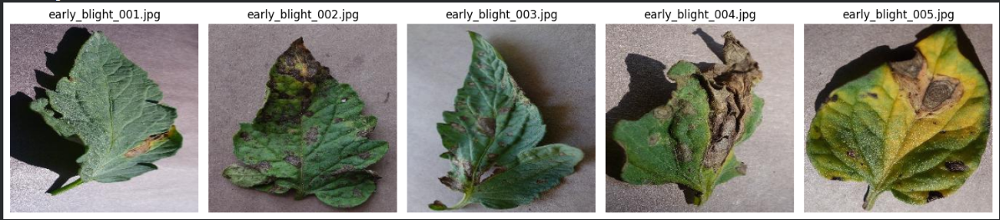 early_blight_001.jpg
early_blight_002.jpg
early_blight_003.jpg
early_blight_004.jpg
early_blight_005.jpg